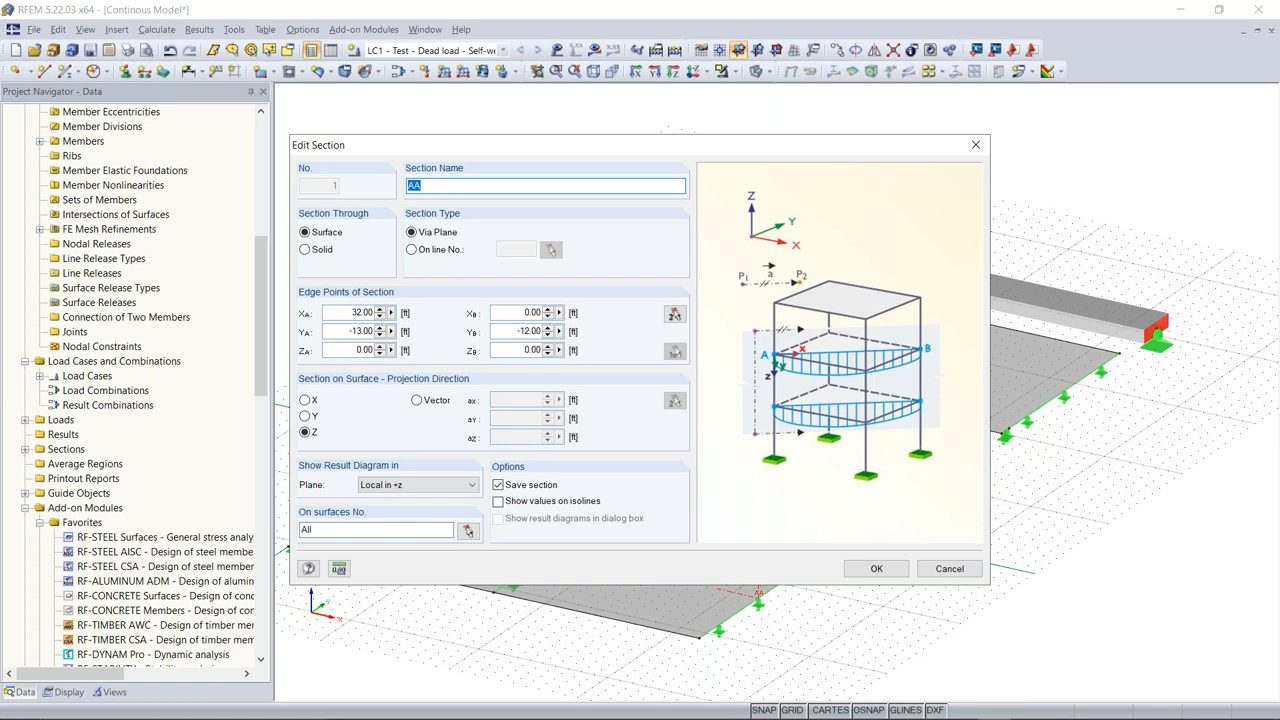 RFEM 5.22.03 x64 - [Continous Model*]
File Edit View Insert Calculate Results Tools Table Options Add-on Modules Window Help
LC1 - Test - Dead load - Self-we
Project Navigator - Data
Member Eccentricities
Member Divisions
Members
Ribs
Member Elastic Foundations
Member Nonlinearities
Sets of Members
Intersections of Surfaces
FE Mesh Refinements
Nodal Releases
Line Release Types
Line Releases
Surface Release Types
Surface Releases
Connection of Two Members
Joints
Nodal Constraints
Load Cases and Combinations
Load Cases
Load Combinations
Result Combinations
Loads
Results
Sections
Average Regions
Printout Reports
Guide Objects
Add-on Modules
Favorites
RF-STEEL Surfaces - General stress analy
RF-STEEL AISC - Design of steel membe
RF-STEEL CSA - Design of steel membe
RF-ALUMINUM ADM - Design of alumin
RF-CONCRETE Surfaces - Design of conc
RF-CONCRETE Members - Design of co
RF-TIMBER AWC - Design of timber mer
RF-TIMBER CSA - Design of timber mem
RF-DYNAM Pro - Dynamic analysis
Data Display Views
Edit Section
No.
1
Section Name
AA
Section Through
Surface
Solid
Section Type
Via Plane
On line No.:
Edge Points of Section
XA : 32.00 [ft] XB : 0.00 [ft]
YA : -13.00 [ft] YB : -12.00 [ft]
ZA : 0.00 [ft] ZB : 0.00 [ft]
Section on Surface - Projection Direction
X Vector aX : [ft]
Y aY : [ft]
Z aZ : [ft]
Show Result Diagram in
Plane: Local in +z
On surfaces No.
All
Options
Save section
Show values on isolines
Show result diagrams in dialog box
Z
Y
X
P1 a P2
A x B
y
z
OK Cancel
x
SNAP GRID CARTES OSNAP GLINES DXF